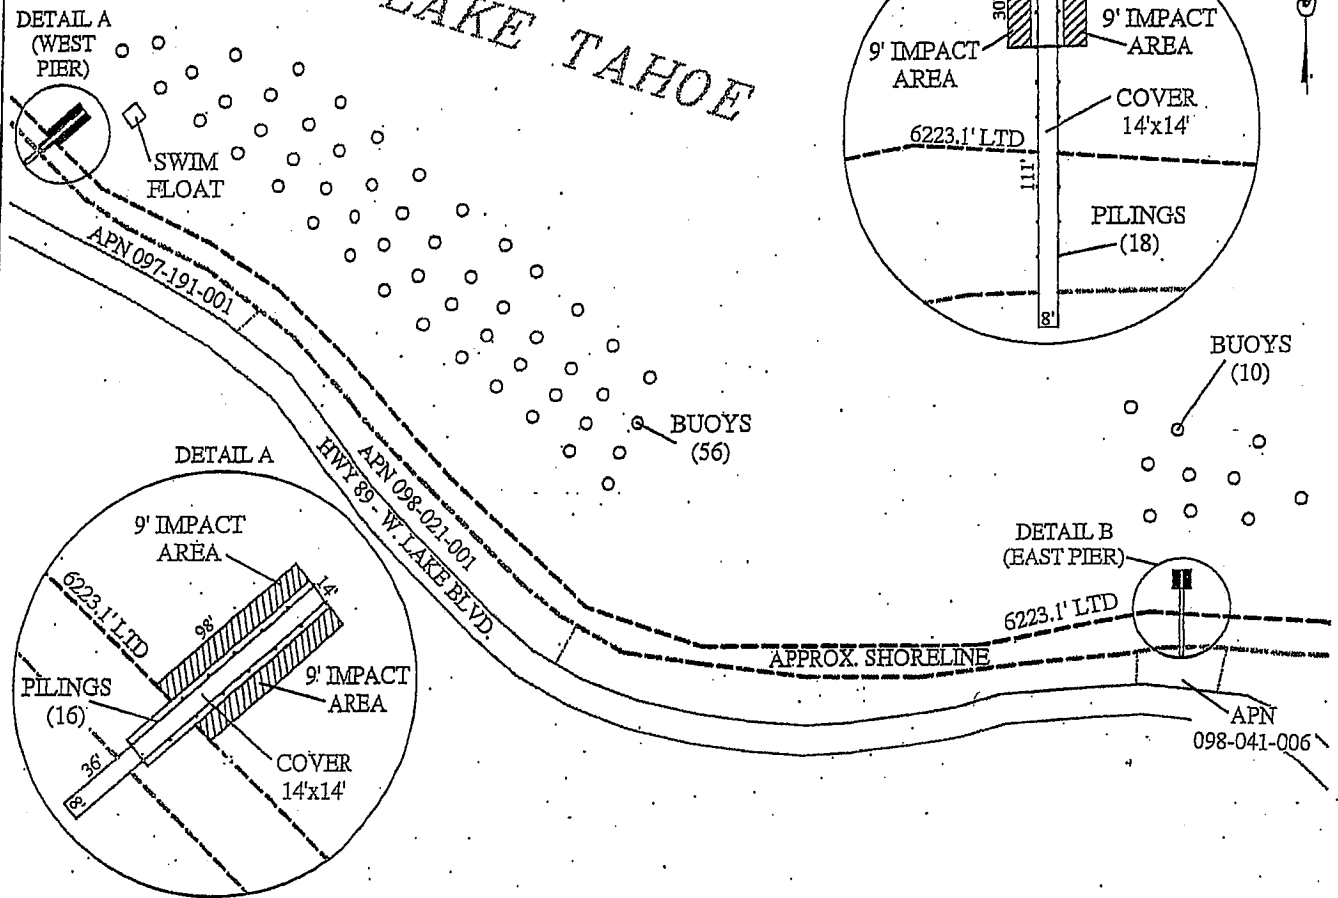 DETAIL A
(WEST
PIER)
LAKE TAHOE
30'
9' IMPACT
AREA
9' IMPACT
AREA
COVER
14'x14'
6223.1' LTD
111'
PILINGS
(18)
8'
SWIM
FLOAT
APN 097-191-001
BUOYS
(10)
BUOYS
(56)
APN 098-021-001
HWY 89 - W. LAKE BLVD.
DETAIL A
9' IMPACT
AREA
6223.1' LTD
98'
14'
9' IMPACT
AREA
PILINGS
(16)
36'
8'
COVER
14'x14'
DETAIL B
(EAST PIER)
6223.1' LTD
APPROX. SHORELINE
APN
098-041-006